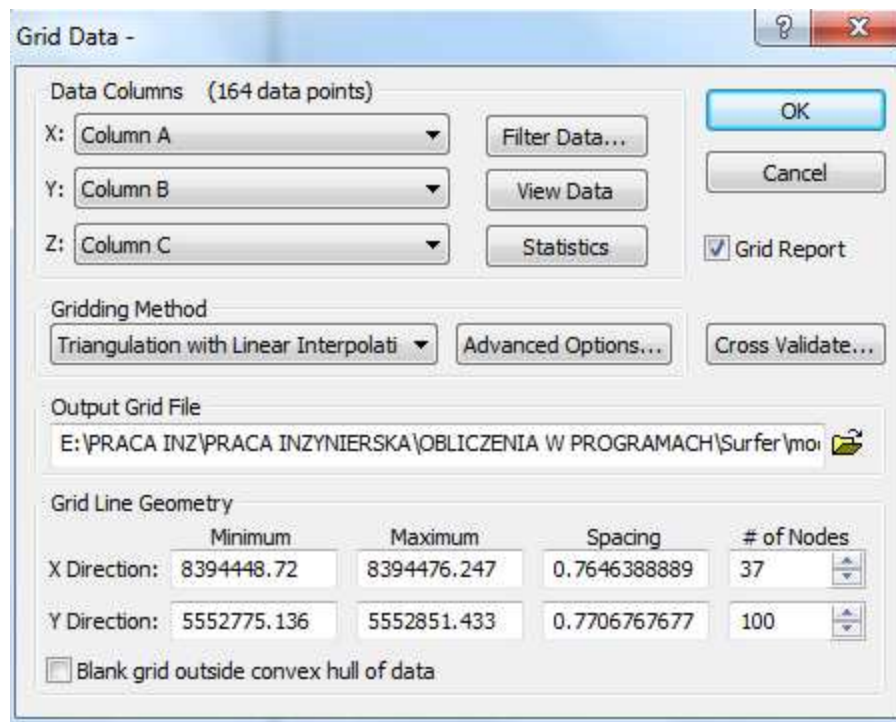 Grid Data -
Data Columns (164 data points)
X: Column A
Filter Data...
Y: Column B
View Data
Z: Column C
Statistics
OK
Cancel
Grid Report
Gridding Method
Triangulation with Linear Interpolati
Advanced Options...
Cross Validate...
Output Grid File
E:\PRACA INZ\PRACA INZYNIERSKA\OBLICZENIA W PROGRAMACH\Surfer\mo
Grid Line Geometry
Minimum Maximum Spacing # of Nodes
X Direction: 8394448.72 8394476.247 0.7646388889 37
Y Direction: 5552775.136 5552851.433 0.7706767677 100
Blank grid outside convex hull of data